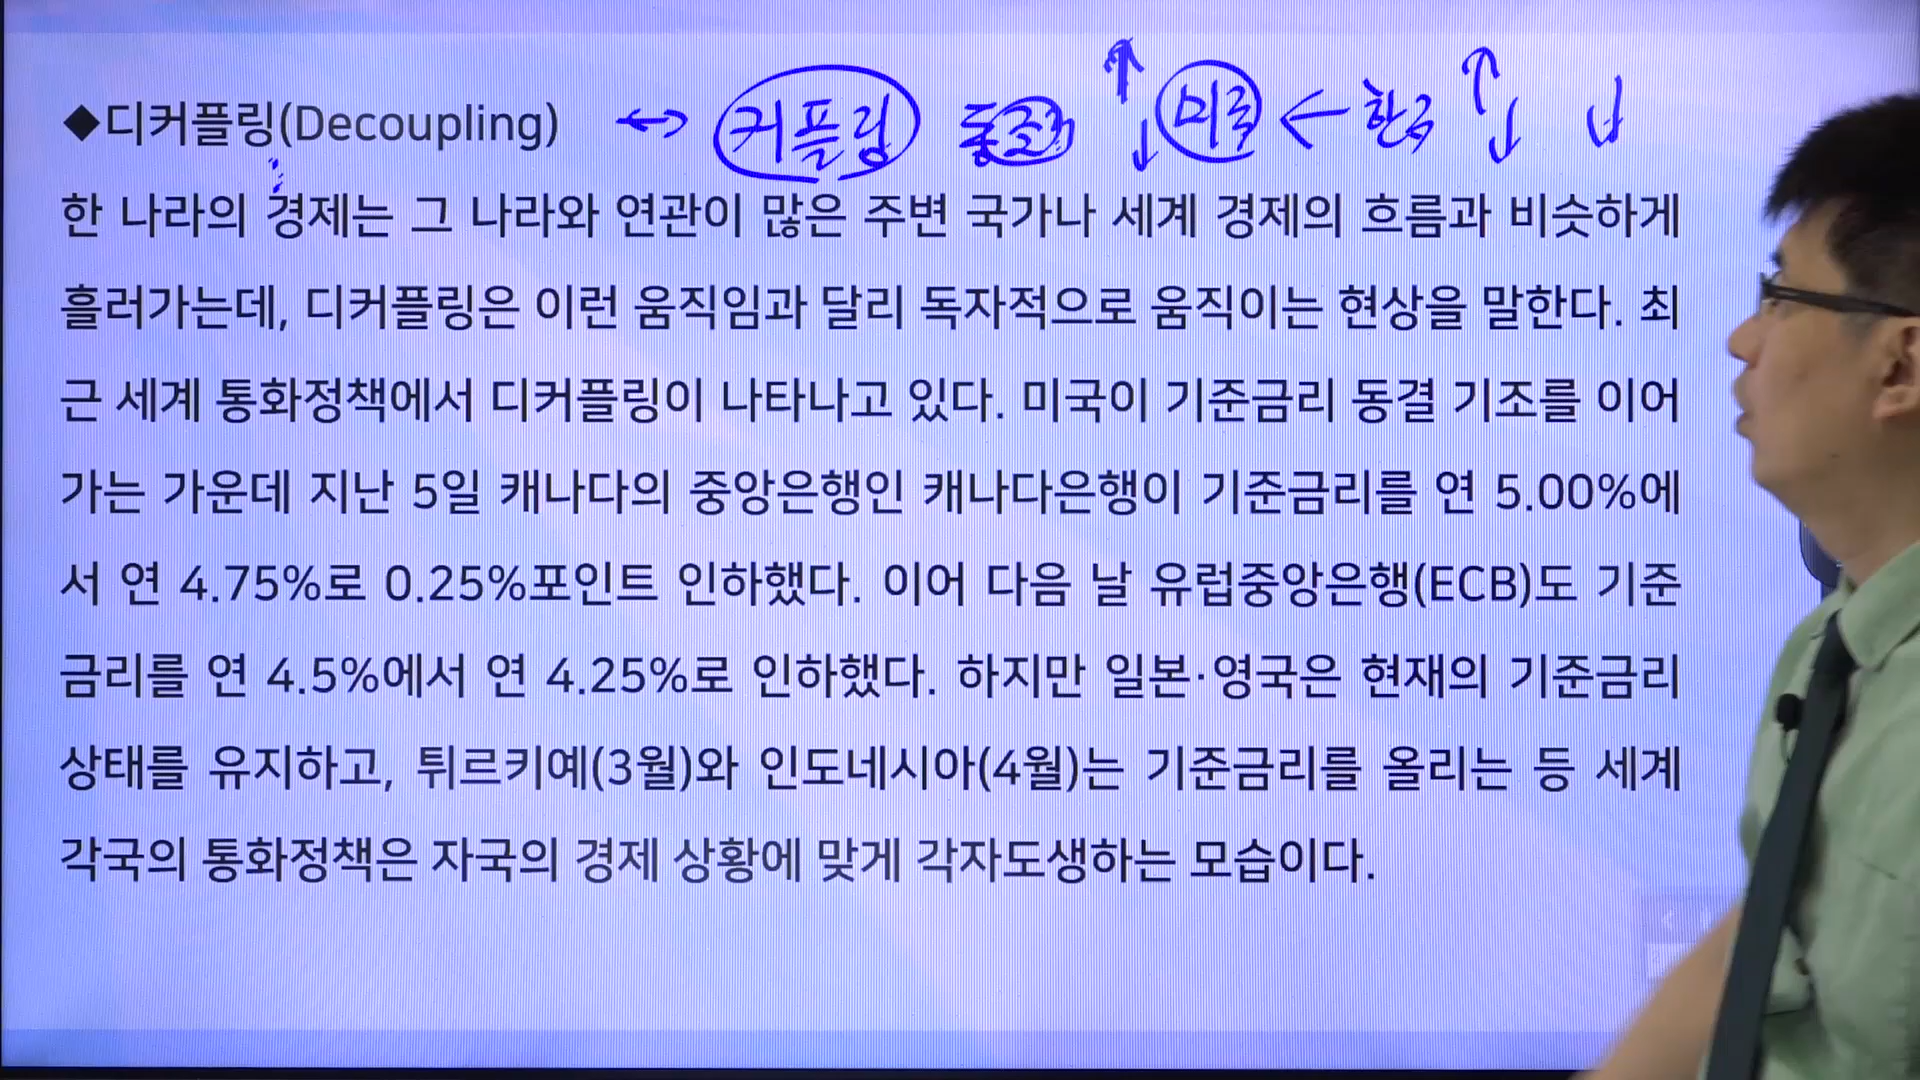 ◆디커플링(Decoupling) ↔ 커플링 동조 ↑↓ 미국 ← 한국 ↑↓ ↓
한 나라의 경제는 그 나라와 연관이 많은 주변 국가나 세계 경제의 흐름과 비슷하게
흘러가는데, 디커플링은 이런 움직임과 달리 독자적으로 움직이는 현상을 말한다. 최
근 세계 통화정책에서 디커플링이 나타나고 있다. 미국이 기준금리 동결 기조를 이어
가는 가운데 지난 5일 캐나다의 중앙은행인 캐나다은행이 기준금리를 연 5.00%에
서 연 4.75%로 0.25%포인트 인하했다. 이어 다음 날 유럽중앙은행(ECB)도 기준
금리를 연 4.5%에서 연 4.25%로 인하했다. 하지만 일본·영국은 현재의 기준금리
상태를 유지하고, 튀르키예(3월)와 인도네시아(4월)는 기준금리를 올리는 등 세계
각국의 통화정책은 자국의 경제 상황에 맞게 각자도생하는 모습이다.